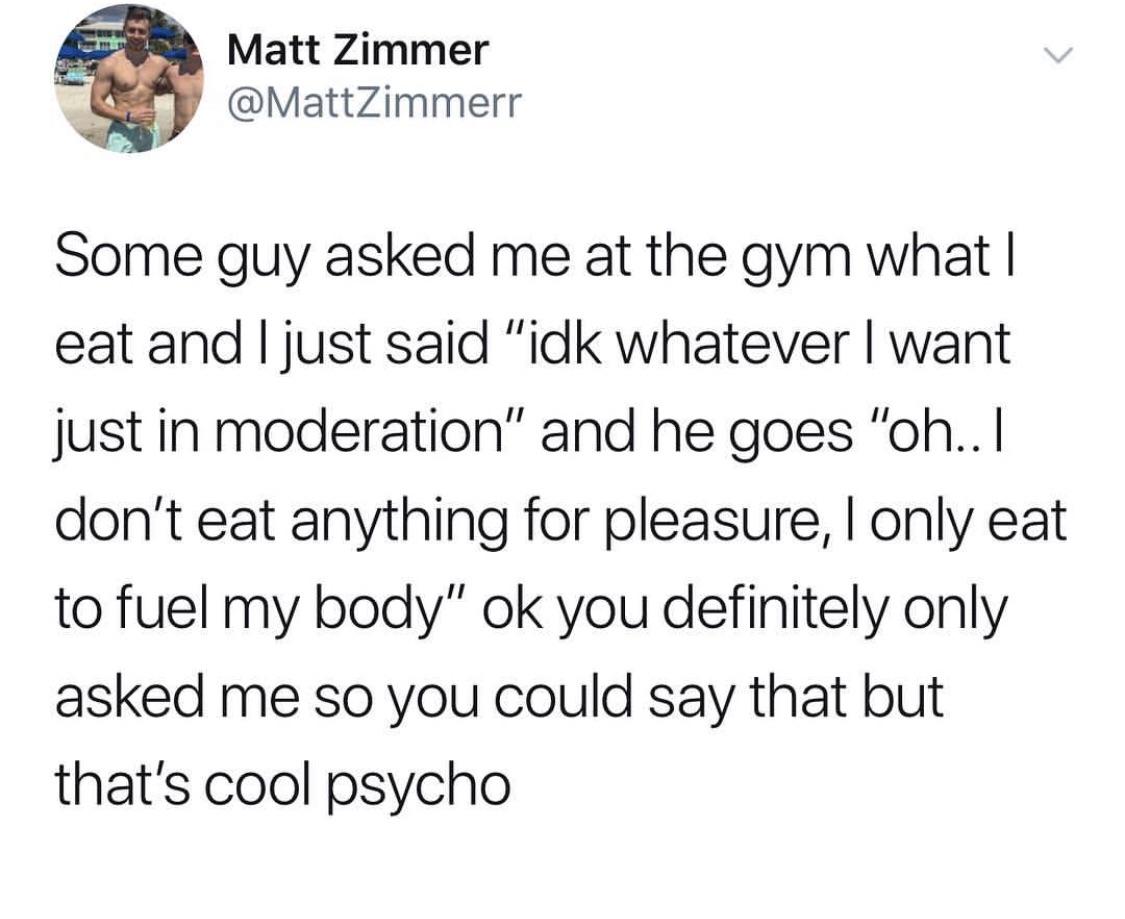 Matt Zimmer
@MattZimmerr
Some guy asked me at the gym what I
eat and I just said "idk whatever I want
just in moderation" and he goes "oh.. I
don't eat anything for pleasure, I only eat
to fuel my body" ok you definitely only
asked me so you could say that but
that's cool psycho